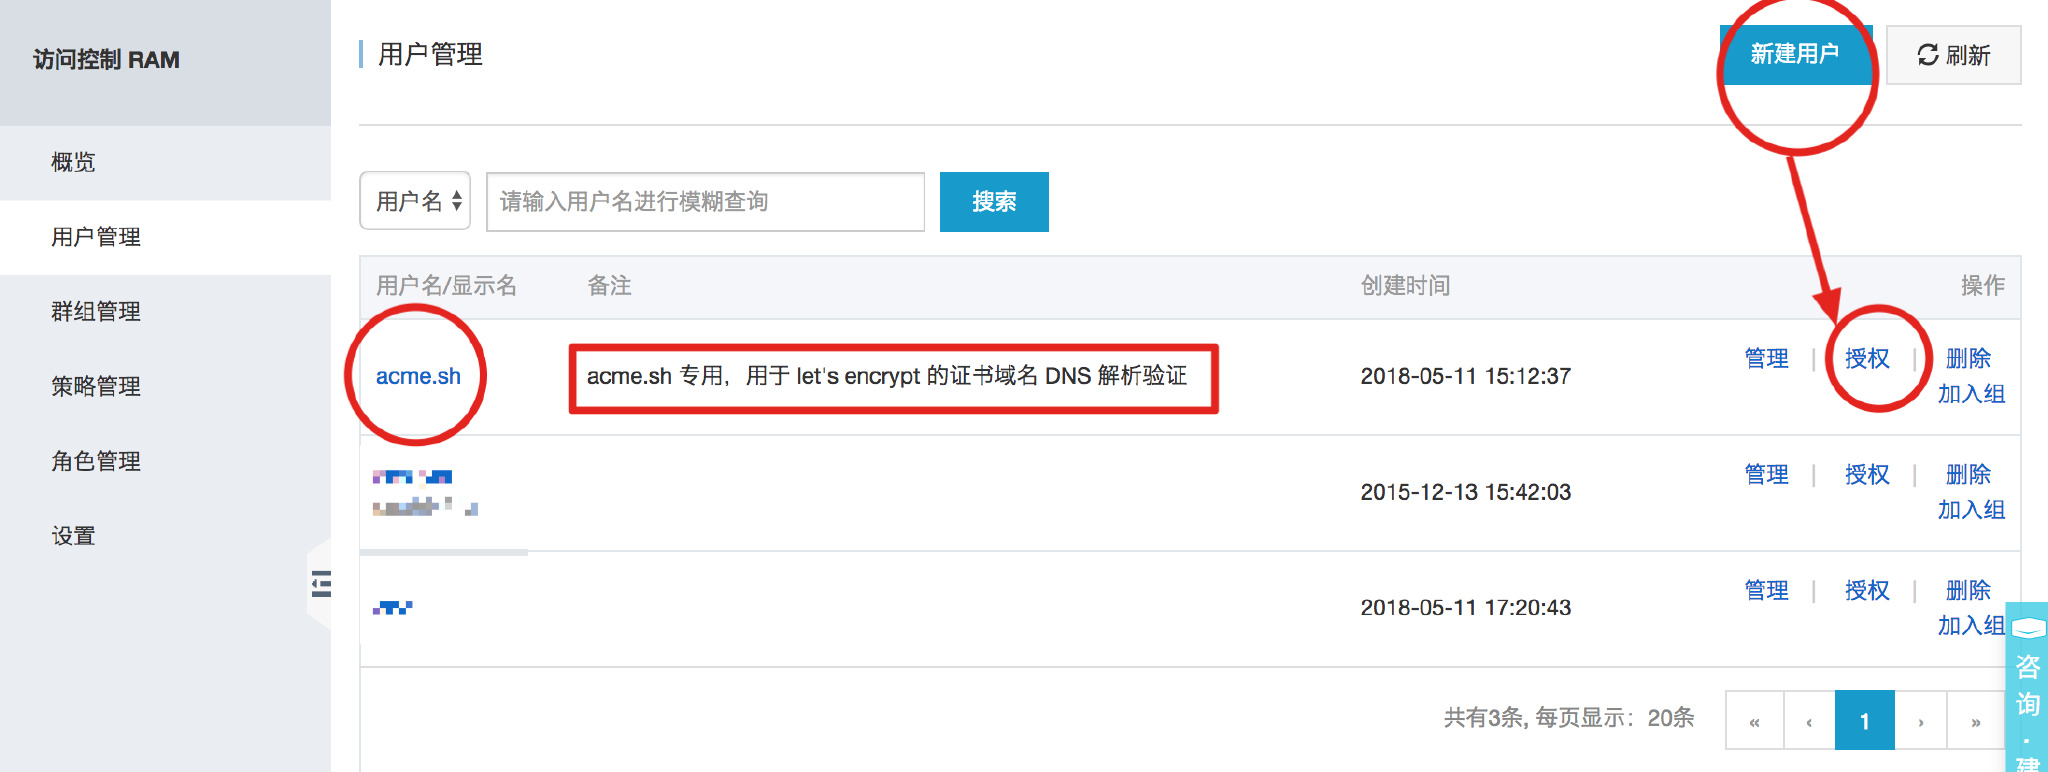 访问控制 RAM
概览
用户管理
群组管理
策略管理
角色管理
设置
用户管理
新建用户
刷新
用户名
请输入用户名进行模糊查询
搜索
用户名/显示名 备注 创建时间 操作
acme.sh acme.sh 专用，用于 let's encrypt 的证书域名 DNS 解析验证 2018-05-11 15:12:37 管理 | 授权 | 删除
加入组
2015-12-13 15:42:03 管理 | 授权 | 删除
加入组
2018-05-11 17:20:43 管理 | 授权 | 删除
加入组
共有3条, 每页显示：20条 « ‹ 1 › »
咨询·建